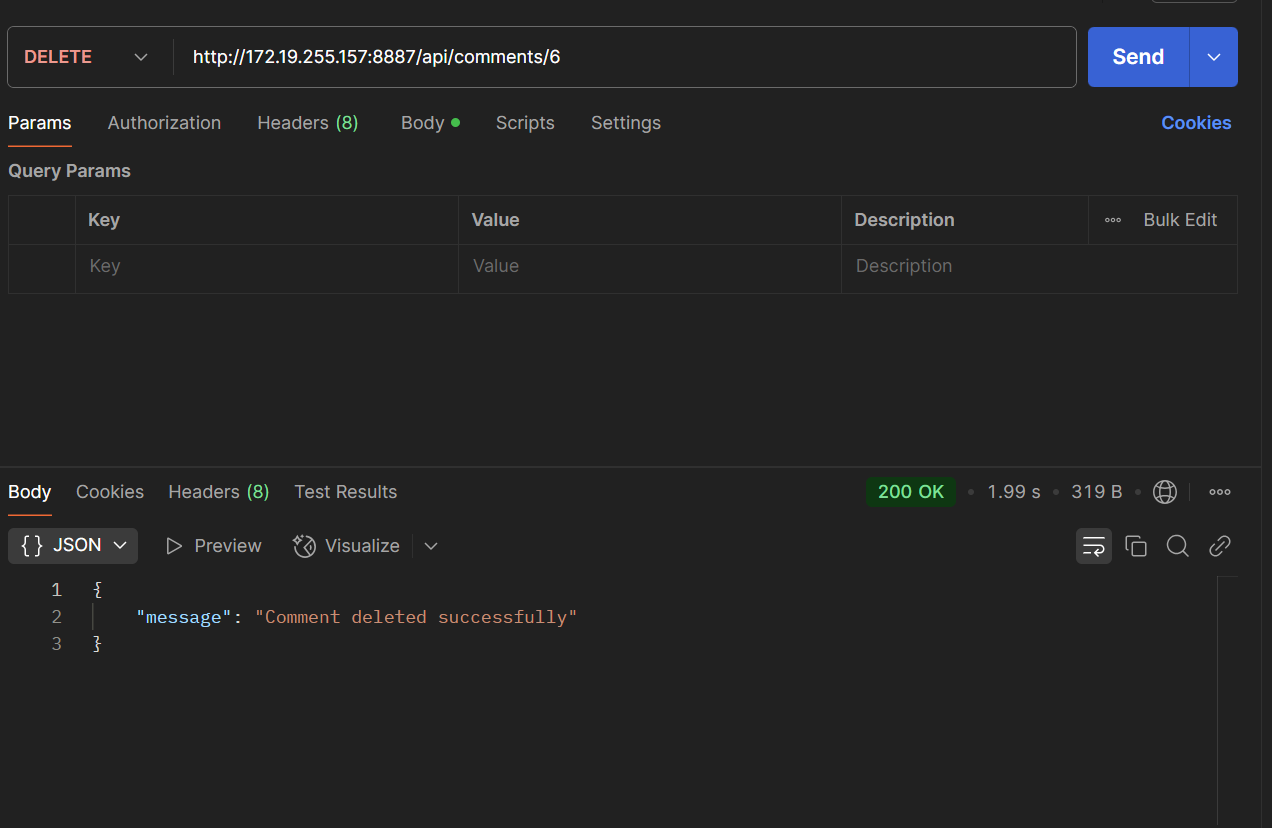 DELETE http://172.19.255.157:8887/api/comments/6 Send
Params Authorization Headers (8) Body Scripts Settings Cookies
Query Params
Key Value Description Bulk Edit
Key Value Description
Body Cookies Headers (8) Test Results 200 OK • 1.99 s • 319 B •
{} JSON Preview Visualize
1 {
2 "message": "Comment deleted successfully"
3 }